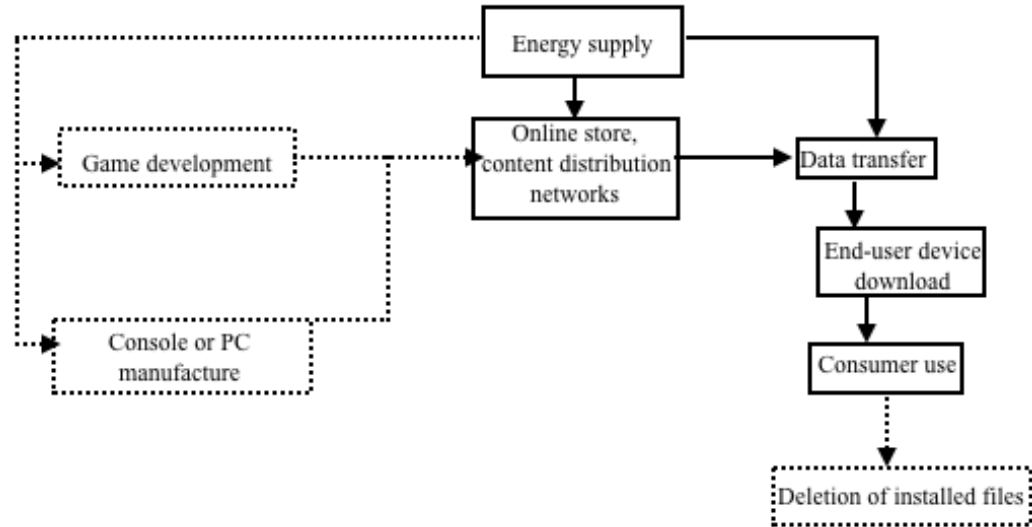 Energy supply
Online store,
content distribution
networks
Game development
Data transfer
End-user device
download
Console or PC
manufacture
Consumer use
Deletion of installed files